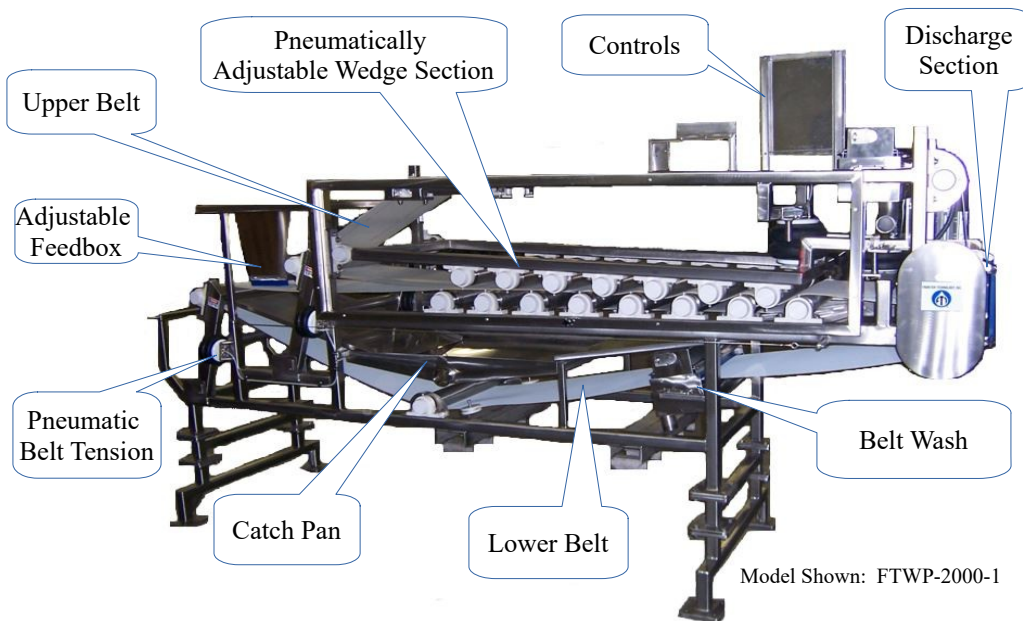 Pneumatically
Adjustable Wedge Section
Controls
Discharge
Section
Upper Belt
Adjustable
Feedbox
Pneumatic
Belt Tension
Catch Pan
Lower Belt
Belt Wash
Model Shown: FTWP-2000-1